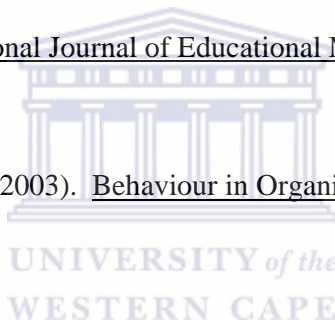 onal Journal of Educational
2003). Behaviour in Organi
UNIVERSITY of the
WESTERN CAPE